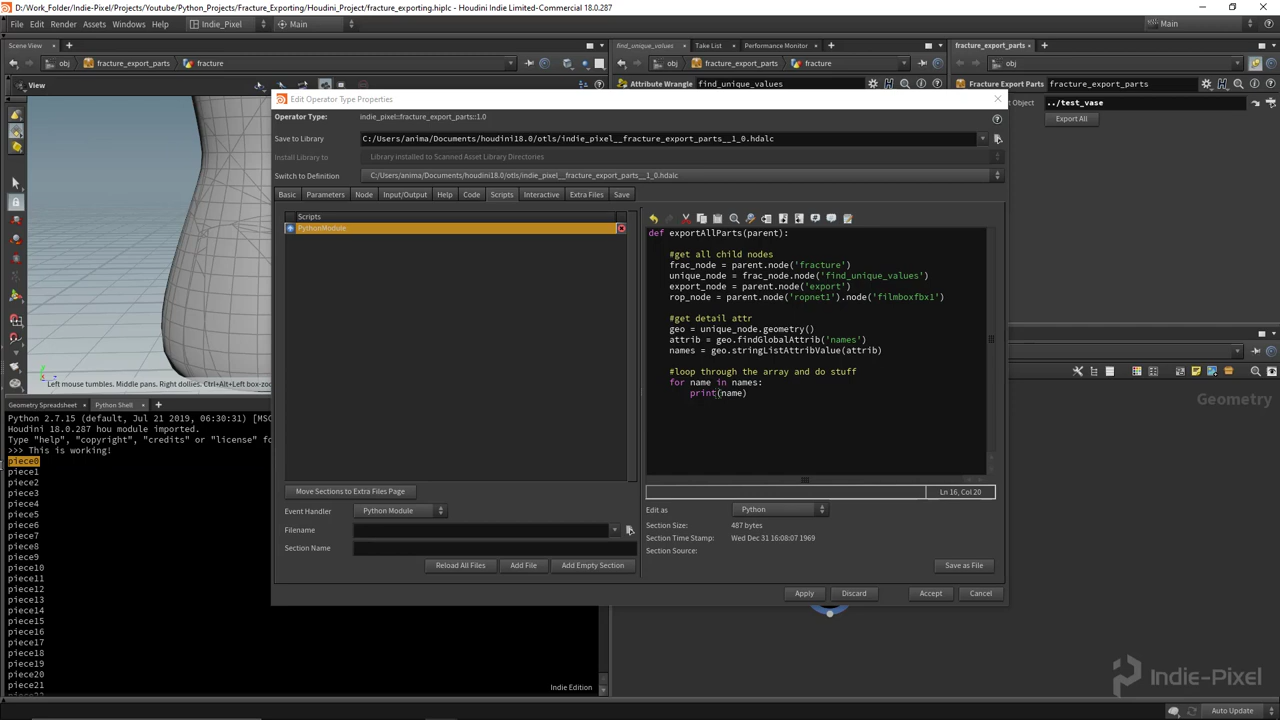 D:/Work_Folder/Indie-Pixel/Projects/Youtube/Python_Projects/Fracture_Exporting/Houdini_Project/fracture_exporting.hiplc - Houdini Indie Limited-Commercial 18.0.287
File Edit Render Assets Windows Help Indie_Pixel Main Main
Scene View find_unique_values Take List Performance Monitor fracture_export_parts
obj fracture_export_parts fracture obj fracture_export_parts fracture obj
View Attribute Wrangle find_unique_values Fracture Export Parts fracture_export_parts
Edit Operator Type Properties
Object ../test_vase
Export All
Operator Type: indie_pixel::fracture_export_parts::1.0
Save to Library C:/Users/anima/Documents/houdini18.0/otls/indie_pixel__fracture_export_parts__1_0.hdalc
Install Library to Library installed to Scanned Asset Library Directories
Switch to Definition C:/Users/anima/Documents/houdini18.0/otls/indie_pixel__fracture_export_parts__1_0.hdalc
Basic Parameters Node Input/Output Help Code Scripts Interactive Extra Files Save
Scripts
PythonModule
def exportAllParts(parent):
#get all child nodes
frac_node = parent.node('fracture')
unique_node = frac_node.node('find_unique_values')
export_node = parent.node('export')
rop_node = parent.node('ropnet1').node('filmboxfbx1')
#get detail attr
geo = unique_node.geometry()
attrib = geo.findGlobalAttrib('names')
names = geo.stringListAttribValue(attrib)
#loop through the array and do stuff
for name in names:
print(name)
Move Sections to Extra Files Page
Event Handler Python Module
Filename
Section Name
Reload All Files Add File Add Empty Section
Ln 16, Col 20
Edit as Python
Section Size: 487 bytes
Section Time Stamp: Wed Dec 31 16:08:07 1969
Section Source:
Save as File
Apply Discard Accept Cancel
Left mouse tumbles. Middle pans. Right dollies. Ctrl+Alt+Left box-zo
Geometry Spreadsheet Python Shell
Python 2.7.15 (default, Jul 21 2019, 06:30:31) [MSC
Houdini 18.0.287 hou module imported.
Type "help", "copyright", "credits" or "license" fo
>>> This is working!
piece0
piece1
piece2
piece3
piece4
piece5
piece6
piece7
piece8
piece9
piece10
piece11
piece12
piece13
piece14
piece15
piece16
piece17
piece18
piece19
piece20
piece21
Indie Edition
Geometry
Indie-Pixel
Auto Update